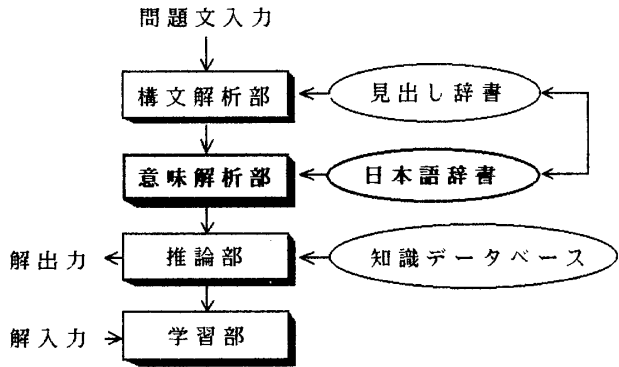 問題文入力
構文解析部
見出し辞書
意味解析部
日本語辞書
解出力
推論部
知識データベース
解入力
学習部